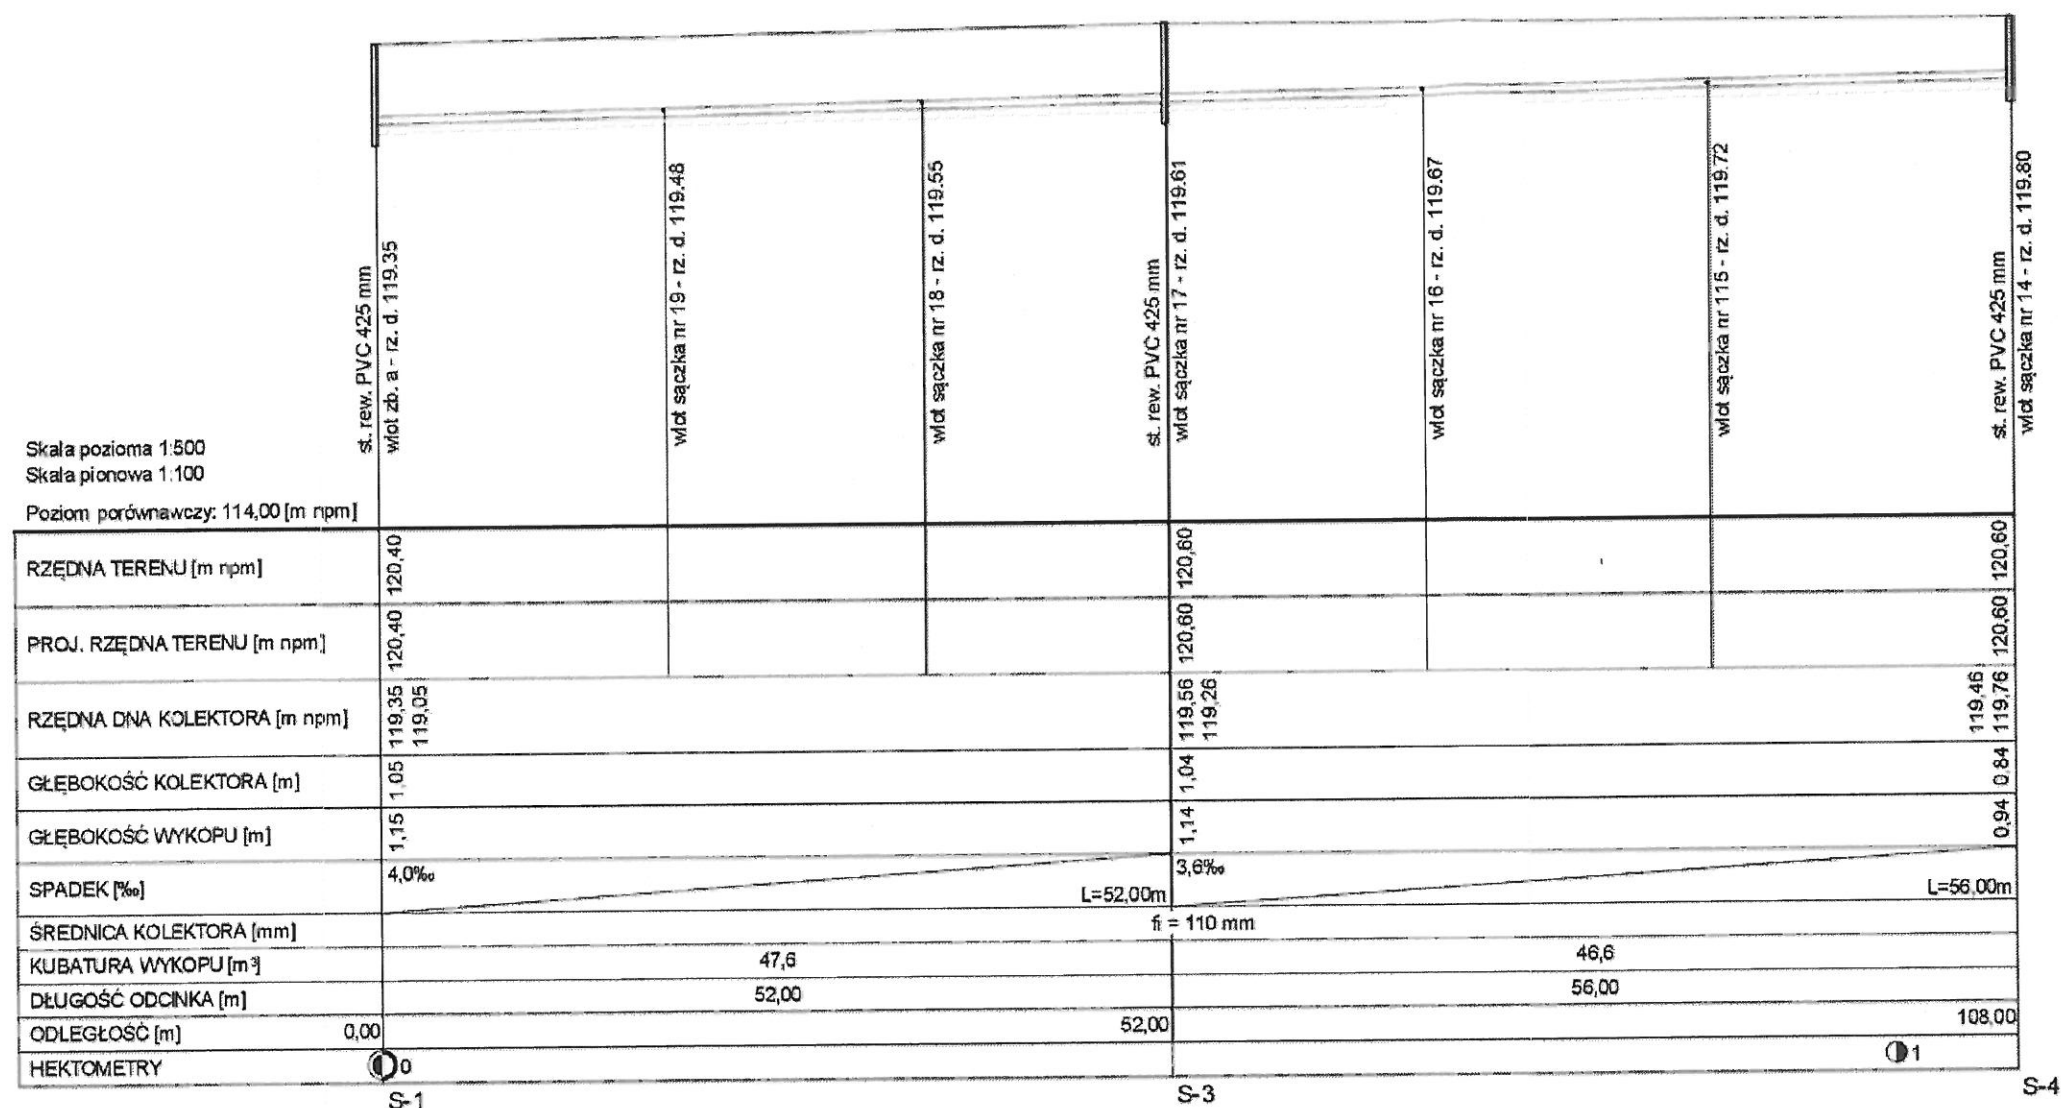 st. rew. PVC 425 mm
wlot zb. a - rz. d. 119.35
wlot sączka nr 19 - rz. d. 119.48
wlot sączka nr 18 - rz. d. 119.55
st. rew. PVC 425 mm
wlot sączka nr 17 - rz. d. 119.61
wlot sączka nr 16 - rz. d. 119.67
wlot sączka nr 115 - rz. d. 119.72
st. rew. PVC 425 mm
wlot sączka nr 14 - rz. d. 119.80
Skala pozioma 1:500
Skala pionowa 1:100
Poziom porównawczy: 114,00 [m npm]
RZĘDNA TERENU [m npm]
120,40
120,60
120,60
PROJ. RZĘDNA TERENU [m npm]
120,40
120,60
120,60
RZĘDNA DNA KOLEKTORA [m npm]
119,35
119,05
119,56
119,26
119,46
119,76
GŁĘBOKOŚĆ KOLEKTORA [m]
1,05
1,04
0,84
GŁĘBOKOŚĆ WYKOPU [m]
1,15
1,14
0,94
SPADEK [‰]
4,0‰
L=52,00m
3,6‰
L=56,00m
ŚREDNICA KOLEKTORA [mm]
fi = 110 mm
KUBATURA WYKOPU [m³]
47,6
46,6
DŁUGOŚĆ ODCINKA [m]
52,00
56,00
ODLEGŁOŚĆ [m]
0,00
52,00
108,00
HEKTOMETRY
0
1
S-1
S-3
S-4